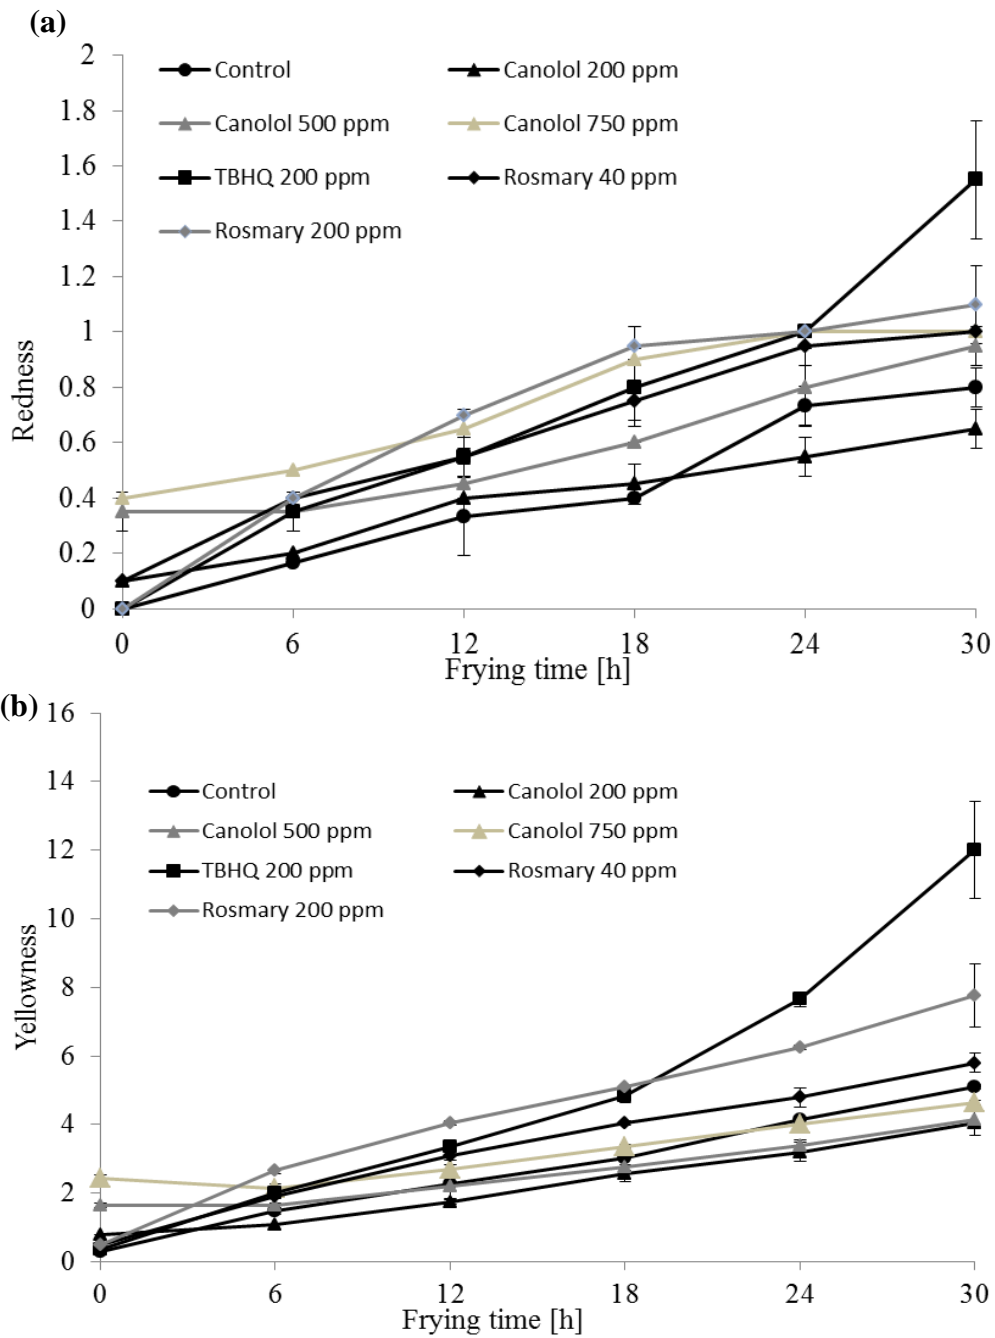 (a)
2
Control Canolol 200 ppm
1.8
Canolol 500 ppm Canolol 750 ppm
1.6
TBHQ 200 ppm Rosmary 40 ppm
1.4
Rosmary 200 ppm
1.2
1
0.8
0.6
0.4
0.2
0
Redness
0 6 12 18 24 30
Frying time [h]
(b)
16
14
Control Canolol 200 ppm
Canolol 500 ppm Canolol 750 ppm
12
TBHQ 200 ppm Rosmary 40 ppm
Rosmary 200 ppm
10
8
6
4
2
0
Yellowness
0 6 12 18 24 30
Frying time [h]